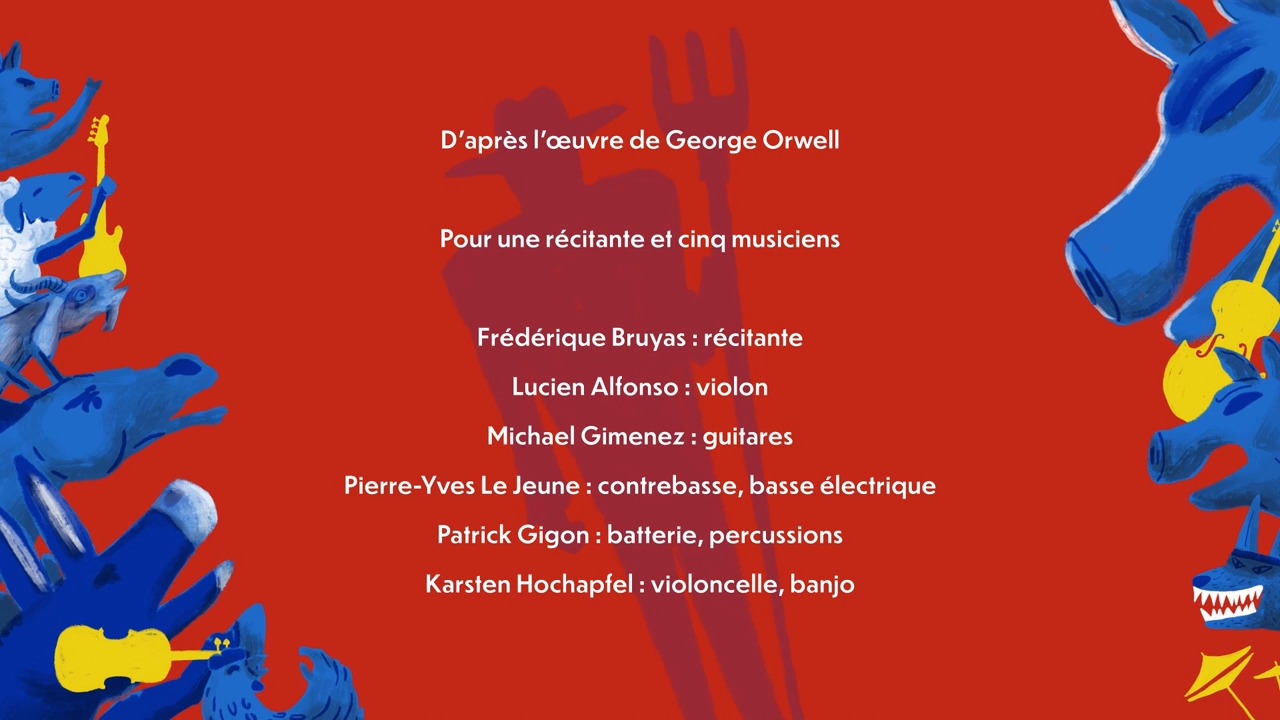 D'après l'œuvre de George Orwell
Pour une récitante et cinq musiciens
Frédérique Bruyas : récitante
Lucien Alfonso : violon
Michael Gimenez : guitares
Pierre-Yves Le Jeune : contrebasse, basse électrique
Patrick Gigon : batterie, percussions
Karsten Hochapfel : violoncelle, banjo